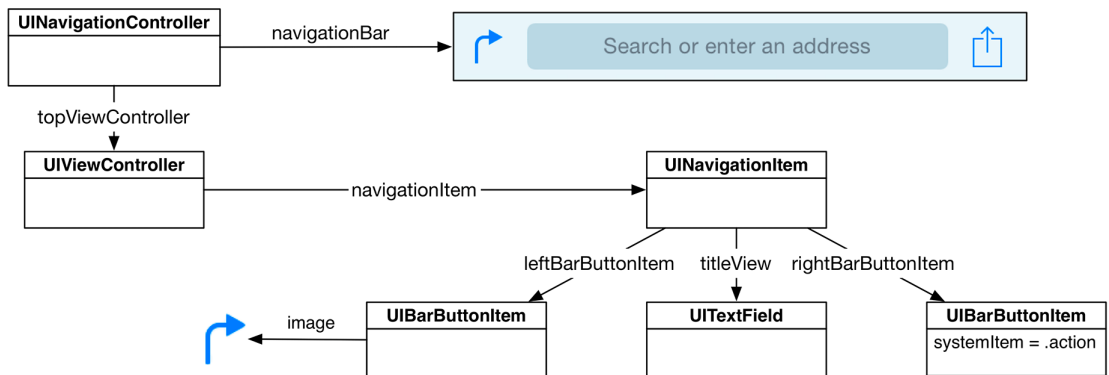 UINavigationController
navigationBar
Search or enter an address
topViewController
UIViewController
navigationItem
UINavigationItem
leftBarButtonItem
titleView
rightBarButtonItem
image
UIBarButtonItem
UITextField
UIBarButtonItem
systemItem = .action